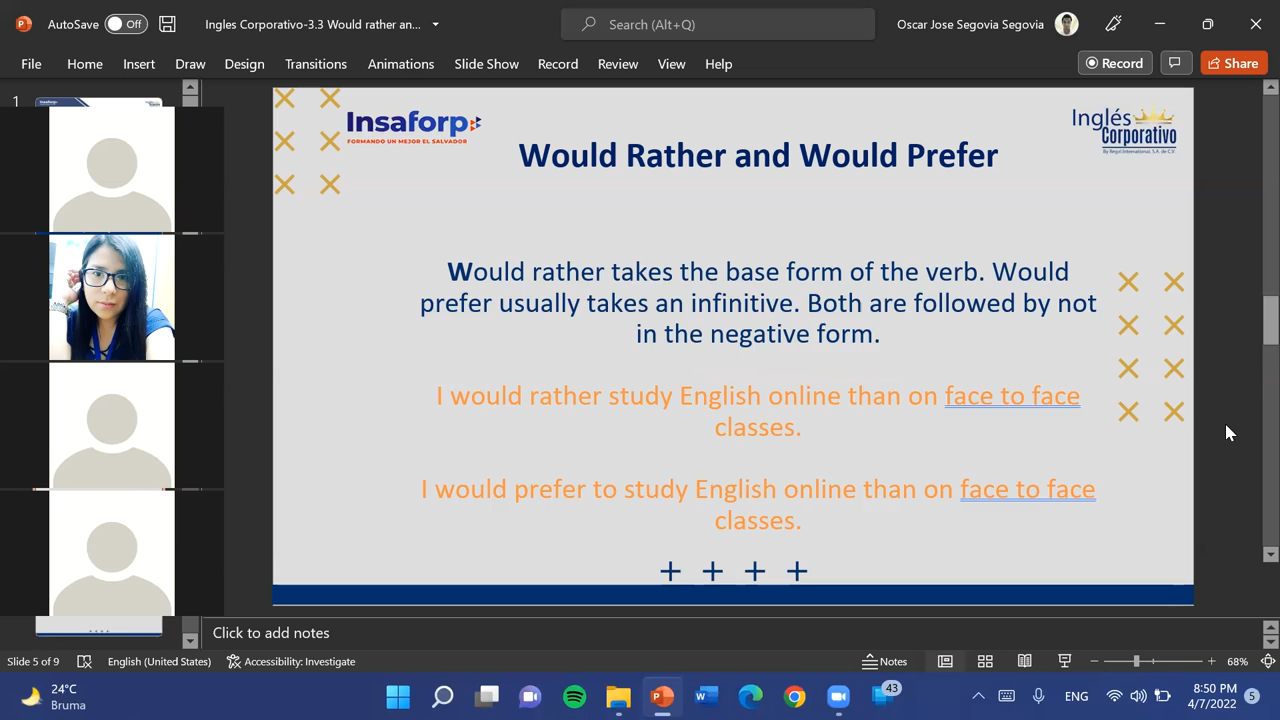 AutoSave Off Ingles Corporativo-3.3 Would rather an... Search (Alt+Q) Oscar Jose Segovia Segovia
File Home Insert Draw Design Transitions Animations Slide Show Record Review View Help Record Share
1
Insaforp
FORMANDO UN MEJOR EL SALVADOR
Inglés
Corporativo
By Regul International, S.A. de C.V.
Would Rather and Would Prefer
Would rather takes the base form of the verb. Would
prefer usually takes an infinitive. Both are followed by not
in the negative form.
I would rather study English online than on face to face
classes.
I would prefer to study English online than on face to face
classes.
Click to add notes
Slide 5 of 9 English (United States) Accessibility: Investigate Notes 68%
24°C
Bruma
43
ENG
8:50 PM
4/7/2022
5